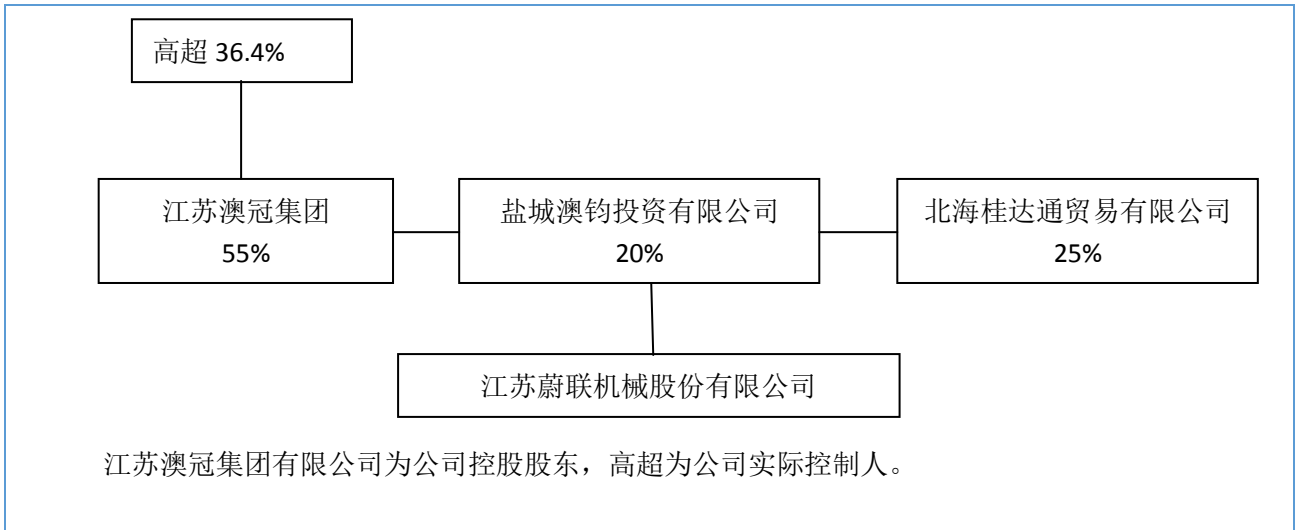 高超 36.4%
江苏澳冠集团
55%
盐城澳钧投资有限公司
20%
北海桂达通贸易有限公司
25%
江苏蔚联机械股份有限公司
江苏澳冠集团有限公司为公司控股股东，高超为公司实际控制人。